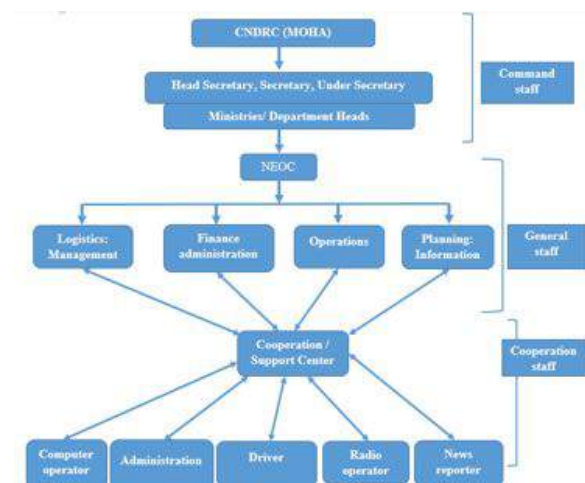 CNDRC (MOHA)
Head Secretary, Secretary, Under Secretary
Ministries/ Department Heads
Command
staff
NEOC
Logistics:
Management
Finance
administration
Operations
Planning:
Information
General
staff
Cooperation /
Support Center
Cooperation
staff
Computer
operator
Administration
Driver
Radio
operator
News
reporter